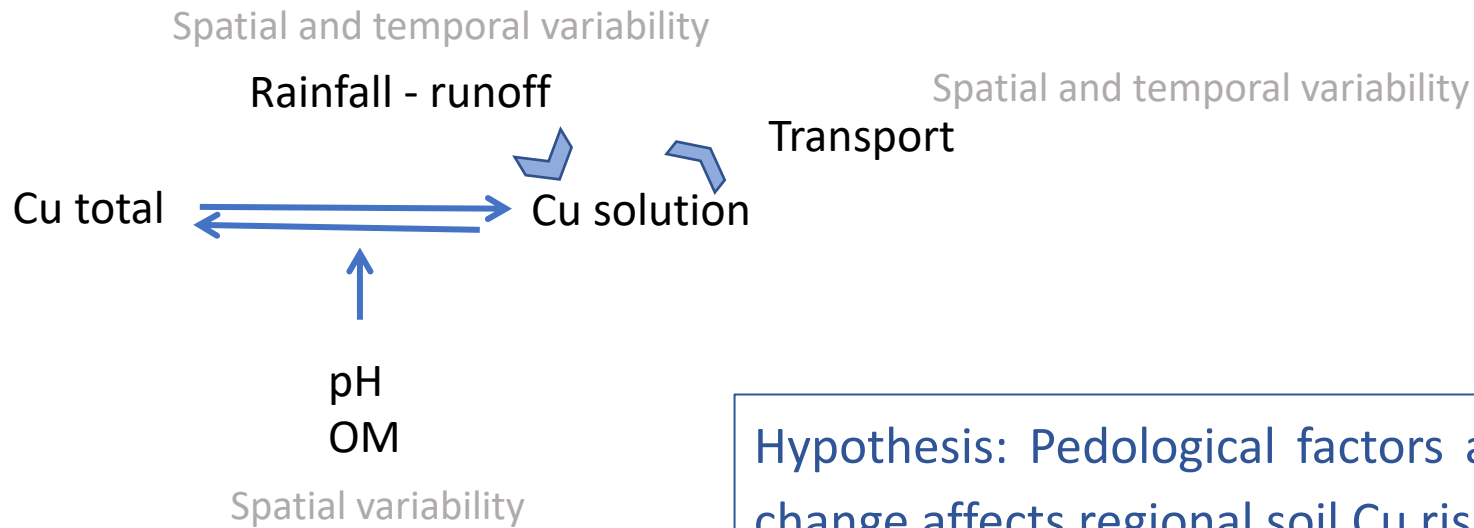 Spatial and temporal variability
Rainfall - runoff
Spatial and temporal variability
Transport
Cu total
Cu solution
pH
OM
Spatial variability
Hypothesis: Pedological factors
change affects regional soil Cu